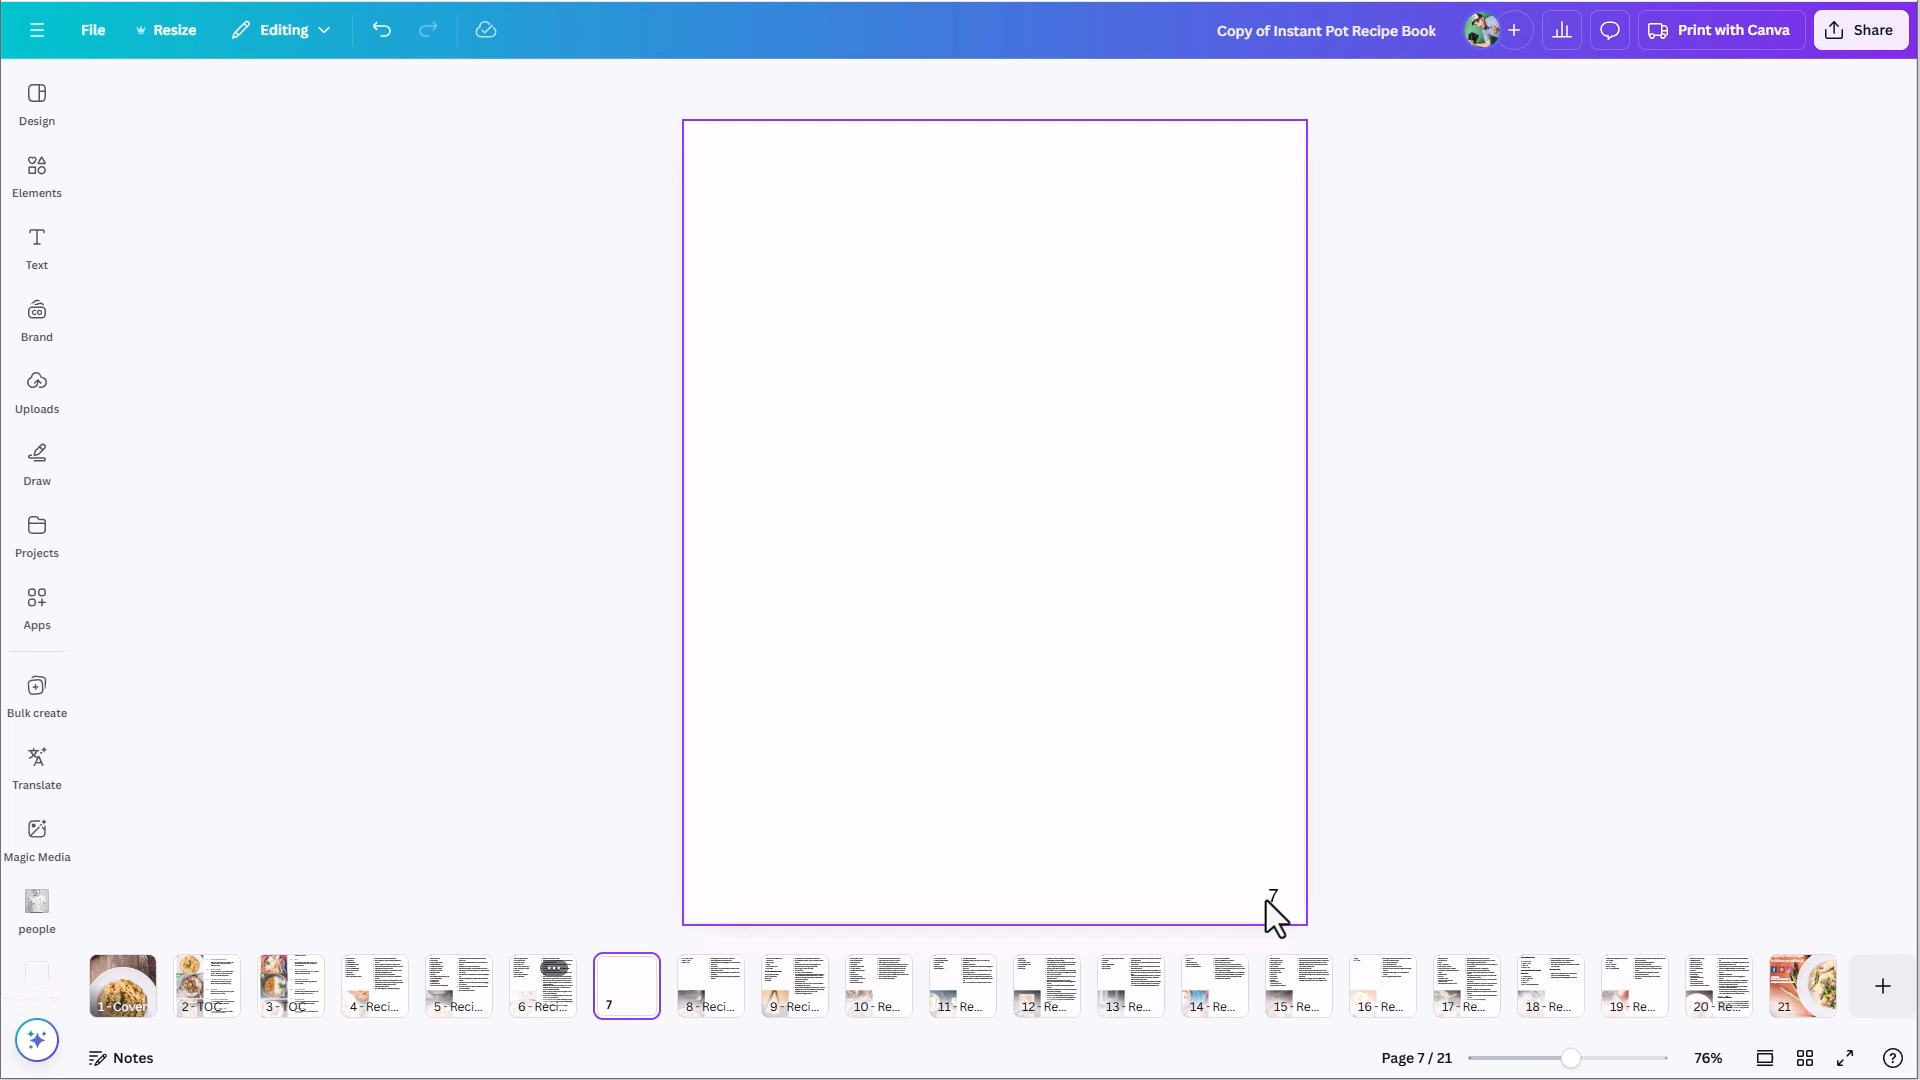 File
Resize
Editing
Copy of Instant Pot Recipe Book
Print with Canva
Share
Design
Elements
Text
Brand
Uploads
Draw
Projects
Apps
Bulk create
Translate
Magic Media
people
7
1 - Cover
2 - TOC
3 - TOC
4 - Reci...
5 - Reci...
6 - Reci...
7
8 - Reci...
9 - Reci...
10 - Re...
11 - Re...
12 - Re...
13 - Re...
14 - Re...
15 - Re...
16 - Re...
17 - Re...
18 - Re...
19 - Re...
20 - Re...
21
Notes
Page 7 / 21
76%